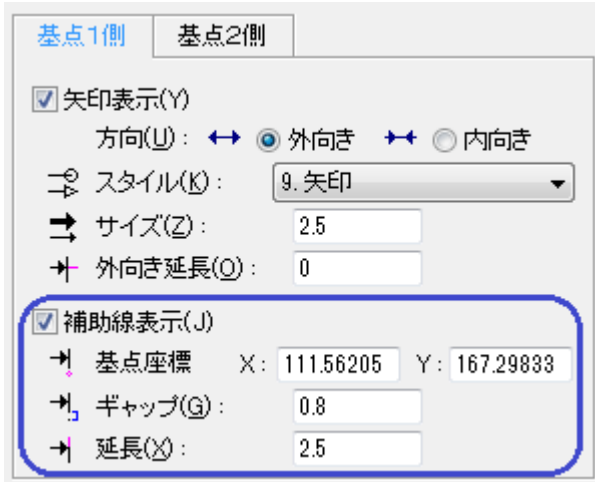 基点1側 基点2側
矢印表示(Y)
方向(U): 外向き 内向き
スタイル(K): 9. 矢印
サイズ(Z): 2.5
外向き延長(O): 0
補助線表示(J)
基点座標 X: 111.56205 Y: 167.29833
ギャップ(G): 0.8
延長(X): 2.5